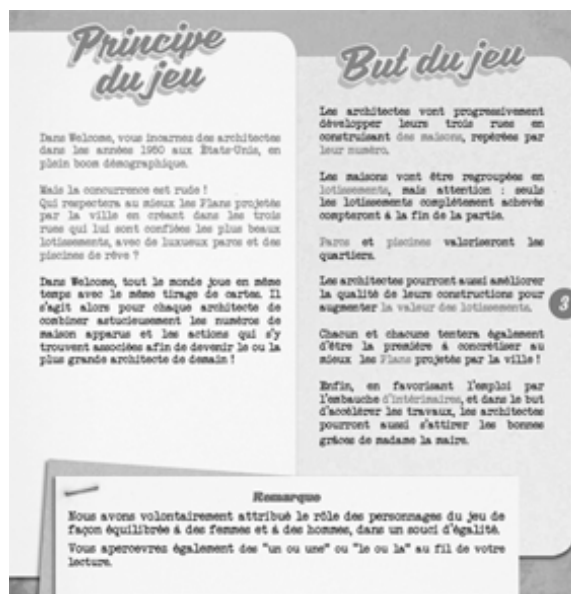 Principe
du jeu
Dans Welcome, vous incarnez des architectes
dans les années 1950 aux États-Unis, en
plein boom démographique.
Mais la concurrence est rude !
Qui respectera au mieux les Plans projetés
par la ville en créant dans les trois
rues qui lui sont confiées les plus beaux
lotissements, avec de luxueux parcs et des
piscines de rêve ?
Dans Welcome, tout le monde joue en même
temps avec le même tirage de cartes. Il
s'agit alors pour chaque architecte de
combiner astucieusement les numéros de
maison apparus et les actions qui s'y
trouvent associées afin de devenir le ou la
plus grande architecte de demain !
But du jeu
Les architectes vont progressivement
développer leurs trois rues en
construisant des maisons, repérées par
leur numéro.
Les maisons vont être regroupées en
lotissements, mais attention : seuls
les lotissements complètement achevés
compteront à la fin de la partie.
Parcs et piscines valoriseront les
quartiers.
Les architectes pourront aussi améliorer
la qualité de leurs constructions pour
augmenter la valeur des lotissements.
Chacun et chacune tentera également
d'être la première à concrétiser au
mieux les Plans projetés par la ville !
Enfin, en favorisant l'emploi par
l'embauche d'intérimaires, et dans le but
d'accélérer les travaux, les architectes
pourront aussi s'attirer les bonnes
grâces de madame la maire.
3
Remarque
Nous avons volontairement attribué le rôle des personnages du jeu de
façon équilibrée à des femmes et à des hommes, dans un souci d'égalité.
Vous apercevrez également des "un ou une" ou "le ou la" au fil de votre
lecture.